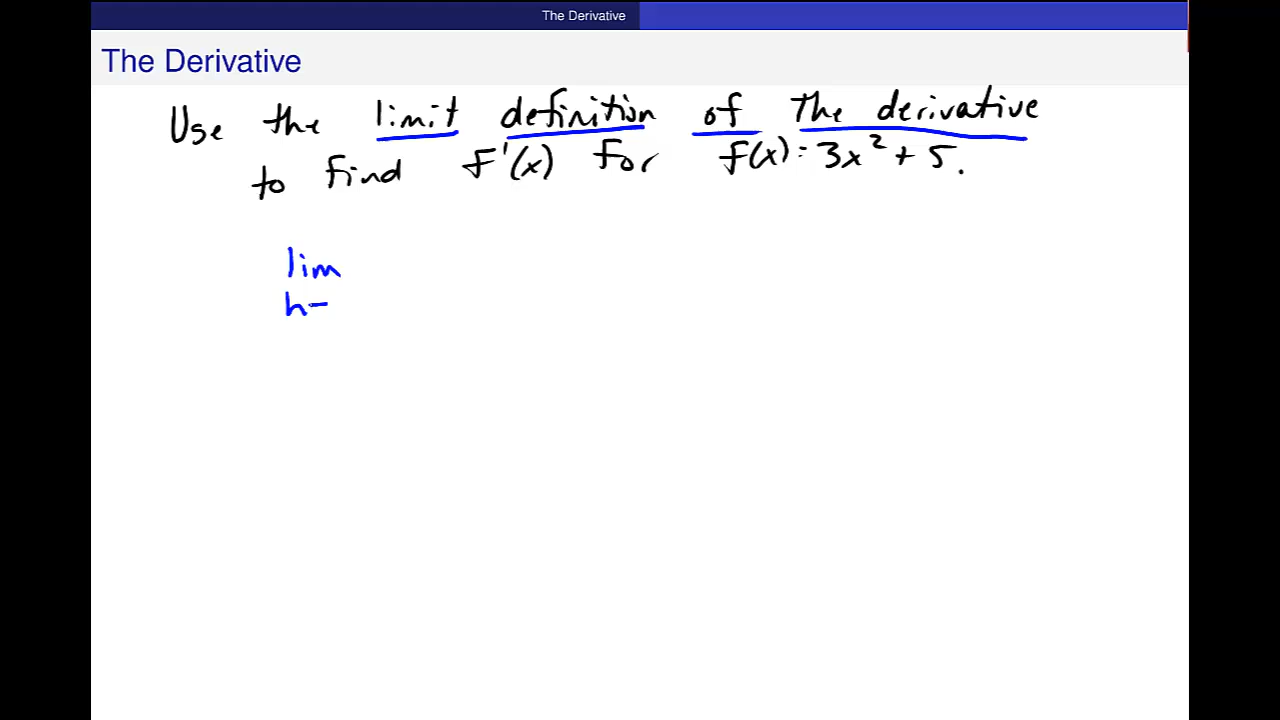 The Derivative
The Derivative
Use the limit definition of the derivative
to find f'(x) for f(x) = 3x² + 5.
lim
h-